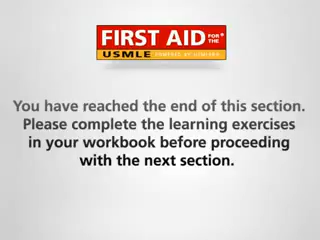 FIRST AID FOR THE®
USMLE
You have reached the end of this section.
Please complete the learning exercises
in your workbook before proceeding
with the next section.